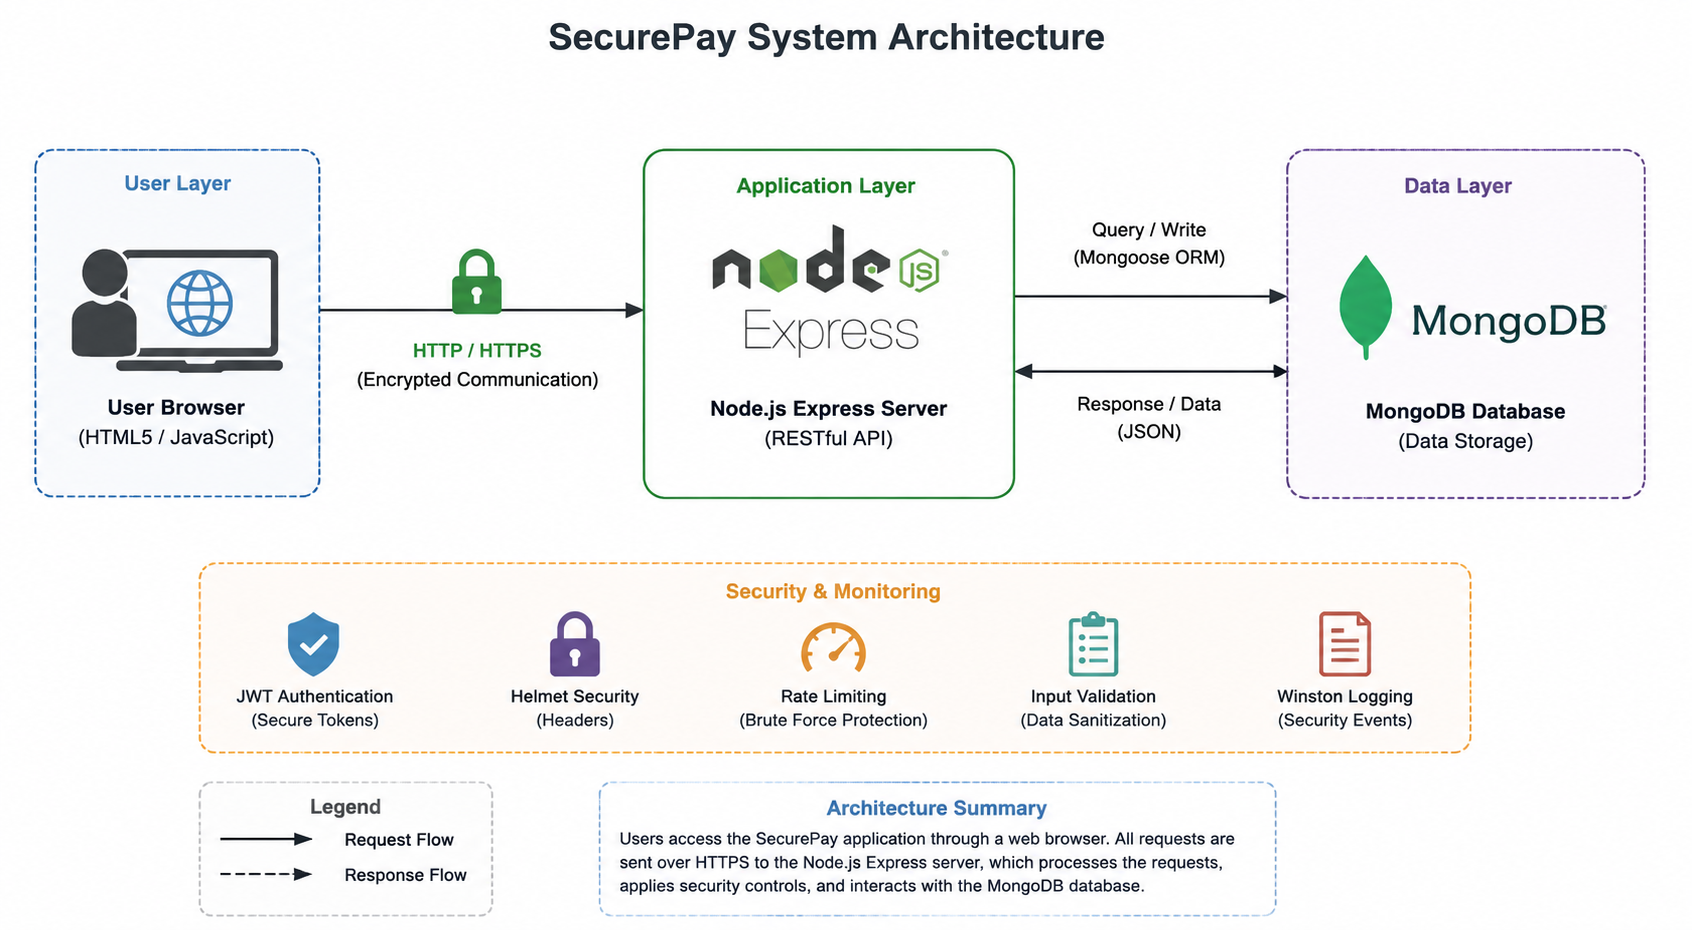 SecurePay System Architecture
User Layer
User Browser
(HTML5 / JavaScript)
HTTP / HTTPS
(Encrypted Communication)
Application Layer
node
JS
®
Express
Node.js Express Server
(RESTful API)
Query / Write
(Mongoose ORM)
Response / Data
(JSON)
Data Layer
MongoDB
MongoDB Database
(Data Storage)
Security & Monitoring
JWT Authentication
(Secure Tokens)
Helmet Security
(Headers)
Rate Limiting
(Brute Force Protection)
Input Validation
(Data Sanitization)
Winston Logging
(Security Events)
Legend
Request Flow
Response Flow
Architecture Summary
Users access the SecurePay application through a web browser. All requests are
sent over HTTPS to the Node.js Express server, which processes the requests,
applies security controls, and interacts with the MongoDB database.